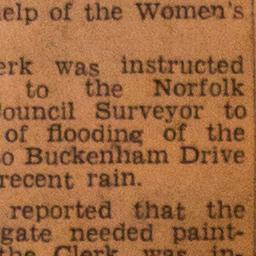 elp of the Women's
erk was instructed
to the Norfolk
ouncil Surveyor to
of flooding of the
o Buckenham Drive
recent rain.
reported that the
gate needed paint-
the Clerk was in-